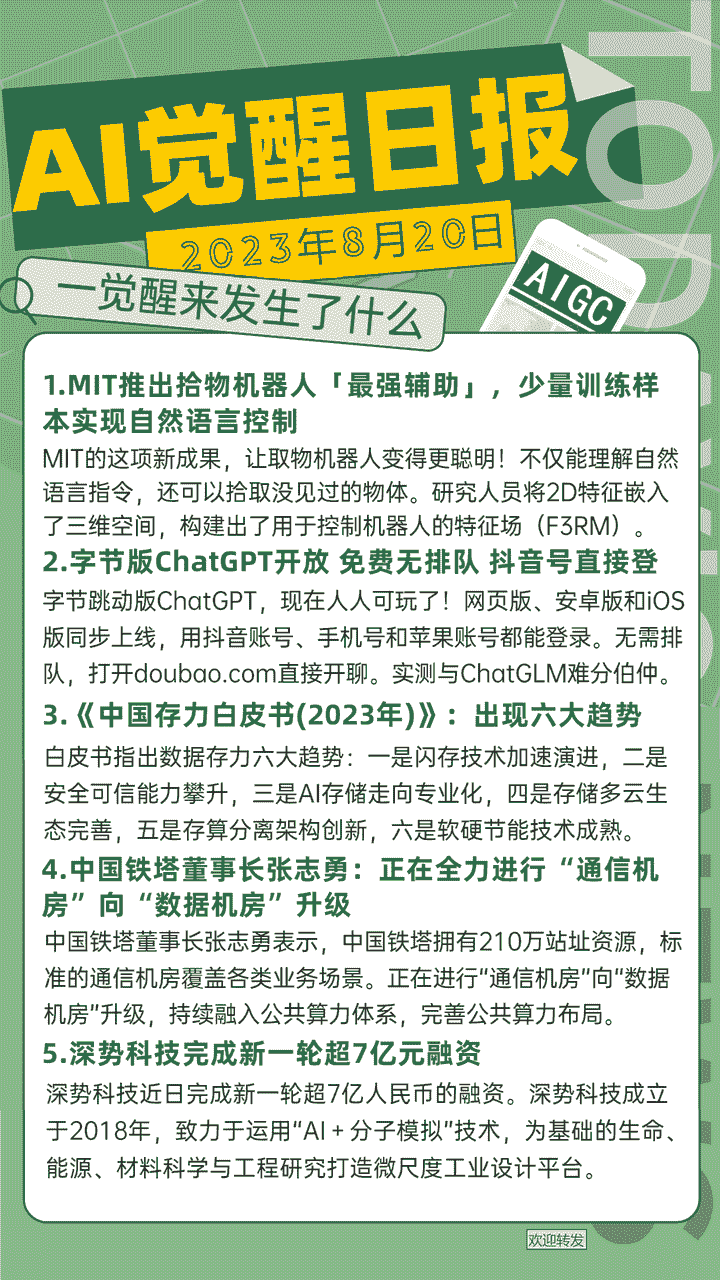 AI觉醒日报
2023年8月20日
一觉醒来发生了什么
AIGC
1.MIT推出拾物机器人「最强辅助」，少量训练样
本实现自然语言控制
MIT的这项新成果，让取物机器人变得更聪明！不仅能理解自然
语言指令，还可以拾取没见过的物体。研究人员将2D特征嵌入
了三维空间，构建出了用于控制机器人的特征场（F3RM）。
2.字节版ChatGPT开放 免费无排队 抖音号直接登
字节跳动版ChatGPT，现在人人可玩了！网页版、安卓版和iOS
版同步上线，用抖音账号、手机号和苹果账号都能登录。无需排
队，打开doubao.com直接开聊。实测与ChatGLM难分伯仲。
3.《中国存力白皮书(2023年)》：出现六大趋势
白皮书指出数据存力六大趋势：一是闪存技术加速演进，二是
安全可信能力攀升，三是AI存储走向专业化，四是存储多云生
态完善，五是存算分离架构创新，六是软硬节能技术成熟。
4.中国铁塔董事长张志勇：正在全力进行“通信机
房”向“数据机房”升级
中国铁塔董事长张志勇表示，中国铁塔拥有210万站址资源，标
准的通信机房覆盖各类业务场景。正在进行“通信机房”向“数据
机房”升级，持续融入公共算力体系，完善公共算力布局。
5.深势科技完成新一轮超7亿元融资
深势科技近日完成新一轮超7亿人民币的融资。深势科技成立
于2018年，致力于运用“AI＋分子模拟”技术，为基础的生命、
能源、材料科学与工程研究打造微尺度工业设计平台。
欢迎转发